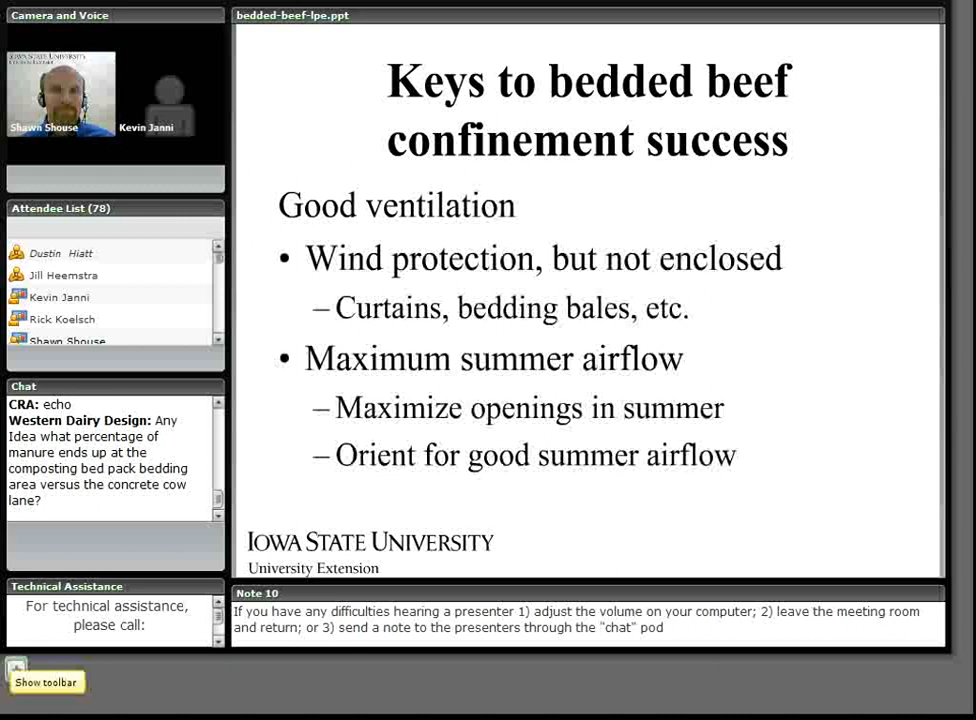 Camera and Voice
IOWA STATE UNIVERSITY
Shawn Shouse
Kevin Janni
Attendee List (78)
Dustin Hiatt
Jill Heemstra
Kevin Janni
Rick Koelsch
Shawn Shouse
Chat
CRA: echo
Western Dairy Design: Any
Idea what percentage of
manure ends up at the
composting bed pack bedding
area versus the concrete cow
lane?
Technical Assistance
For technical assistance,
please call:
Show toolbar
bedded-beef-lpe.ppt
Keys to bedded beef
confinement success
Good ventilation
• Wind protection, but not enclosed
– Curtains, bedding bales, etc.
• Maximum summer airflow
– Maximize openings in summer
– Orient for good summer airflow
IOWA STATE UNIVERSITY
University Extension
Note 10
If you have any difficulties hearing a presenter 1) adjust the volume on your computer; 2) leave the meeting room
and return; or 3) send a note to the presenters through the "chat" pod